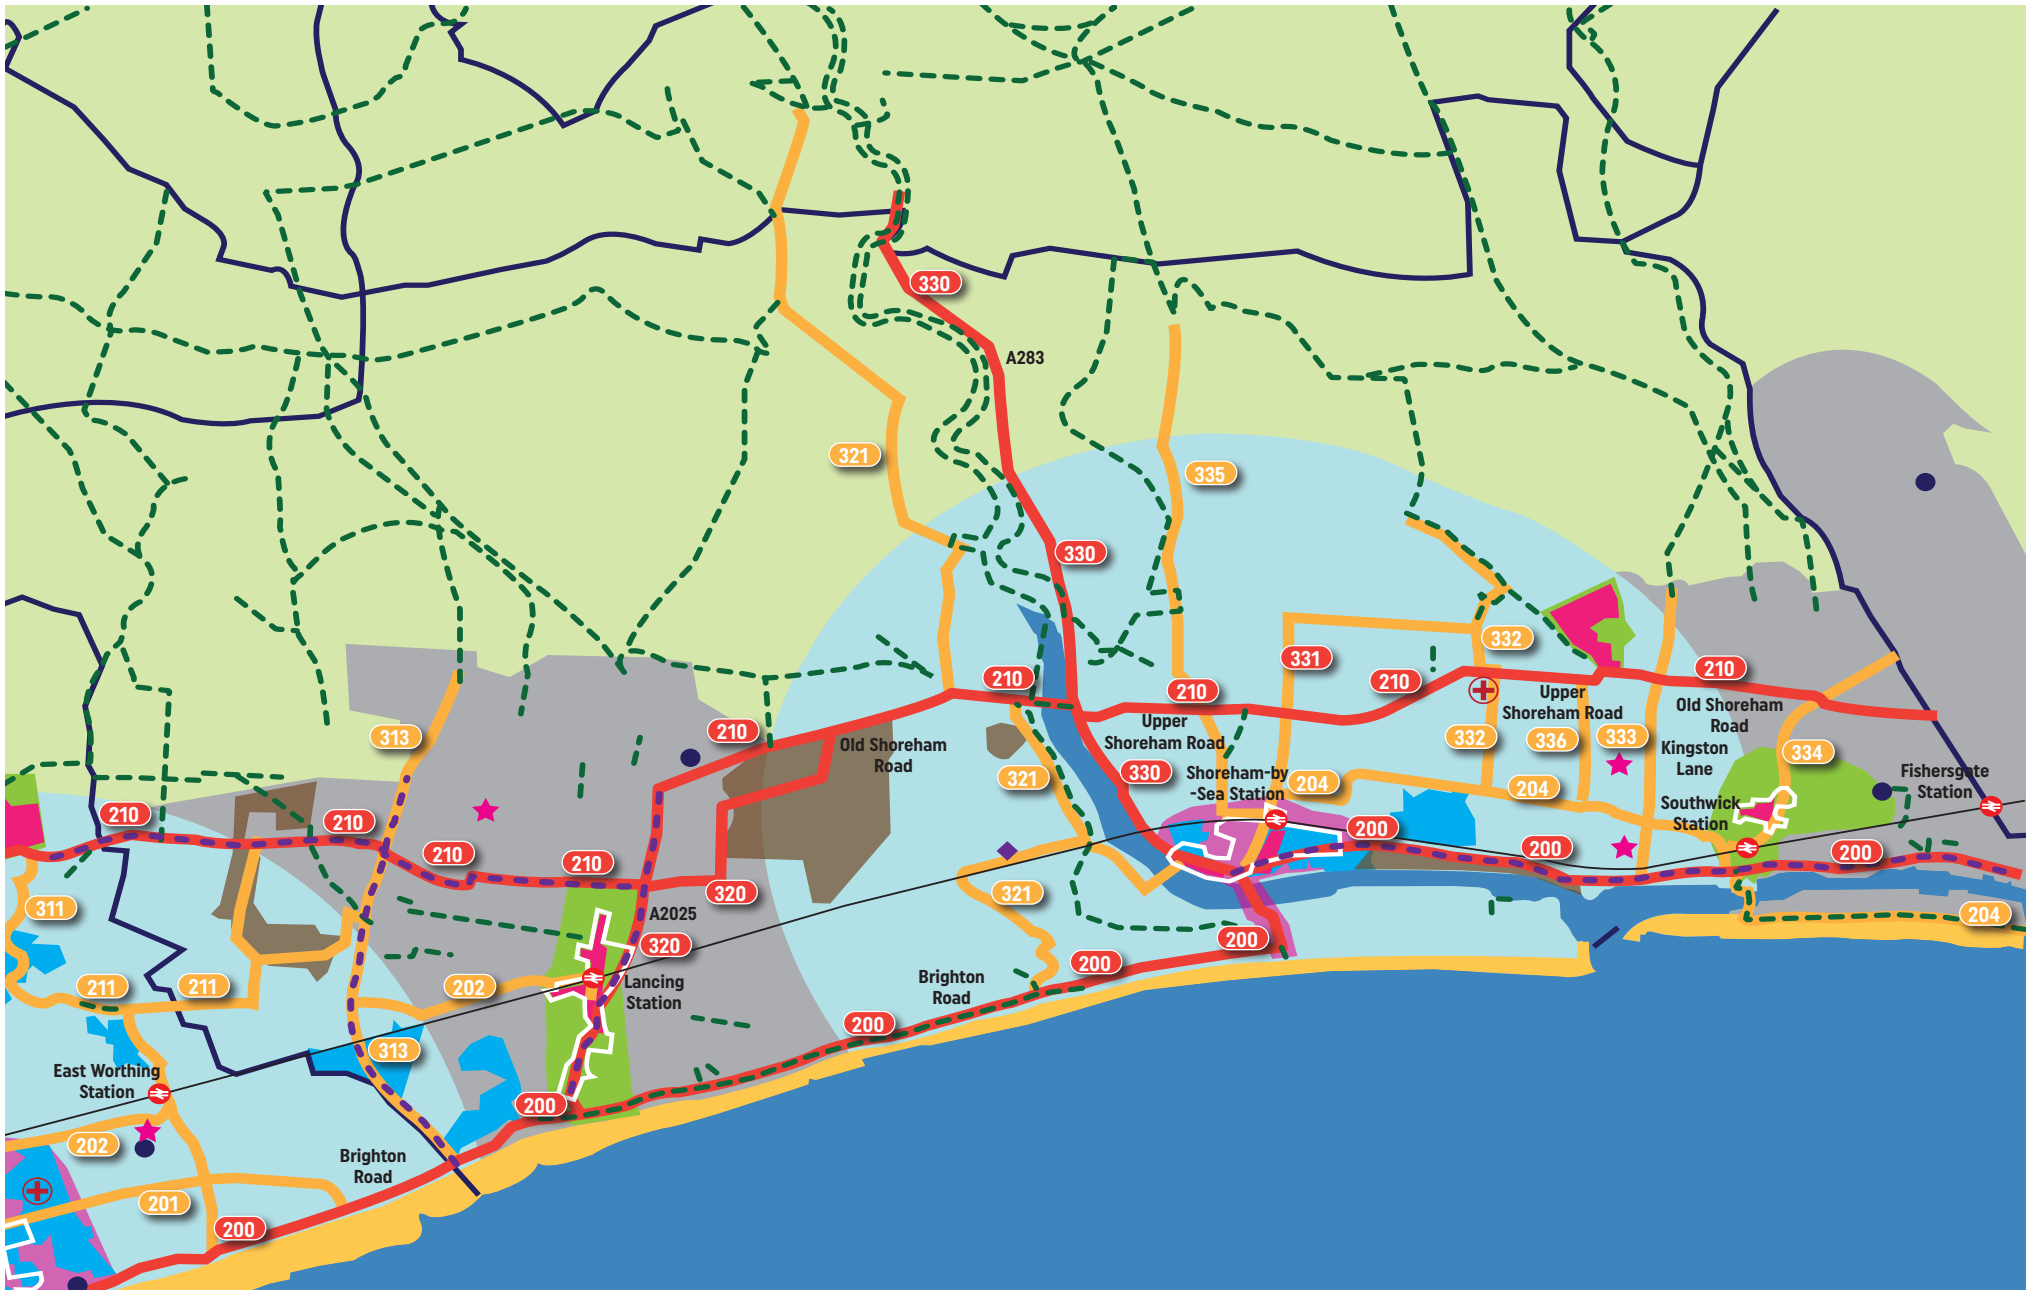 330
A283
321
335
330
332
331
210
210
210
210
210
Upper
Shoreham Road
Old Shoreham
Road
313
210
Old Shoreham
Road
Upper
Shoreham Road
332
336
333
Kingston
Lane
334
321
330
Shoreham-by
-Sea Station
204
204
Fishersgate
Station
Southwick
Station
210
210
210
210
200
200
200
320
321
311
A2025
320
204
200
211
211
202
Lancing
Station
Brighton
Road
200
200
313
East Worthing
Station
200
202
Brighton
Road
201
200